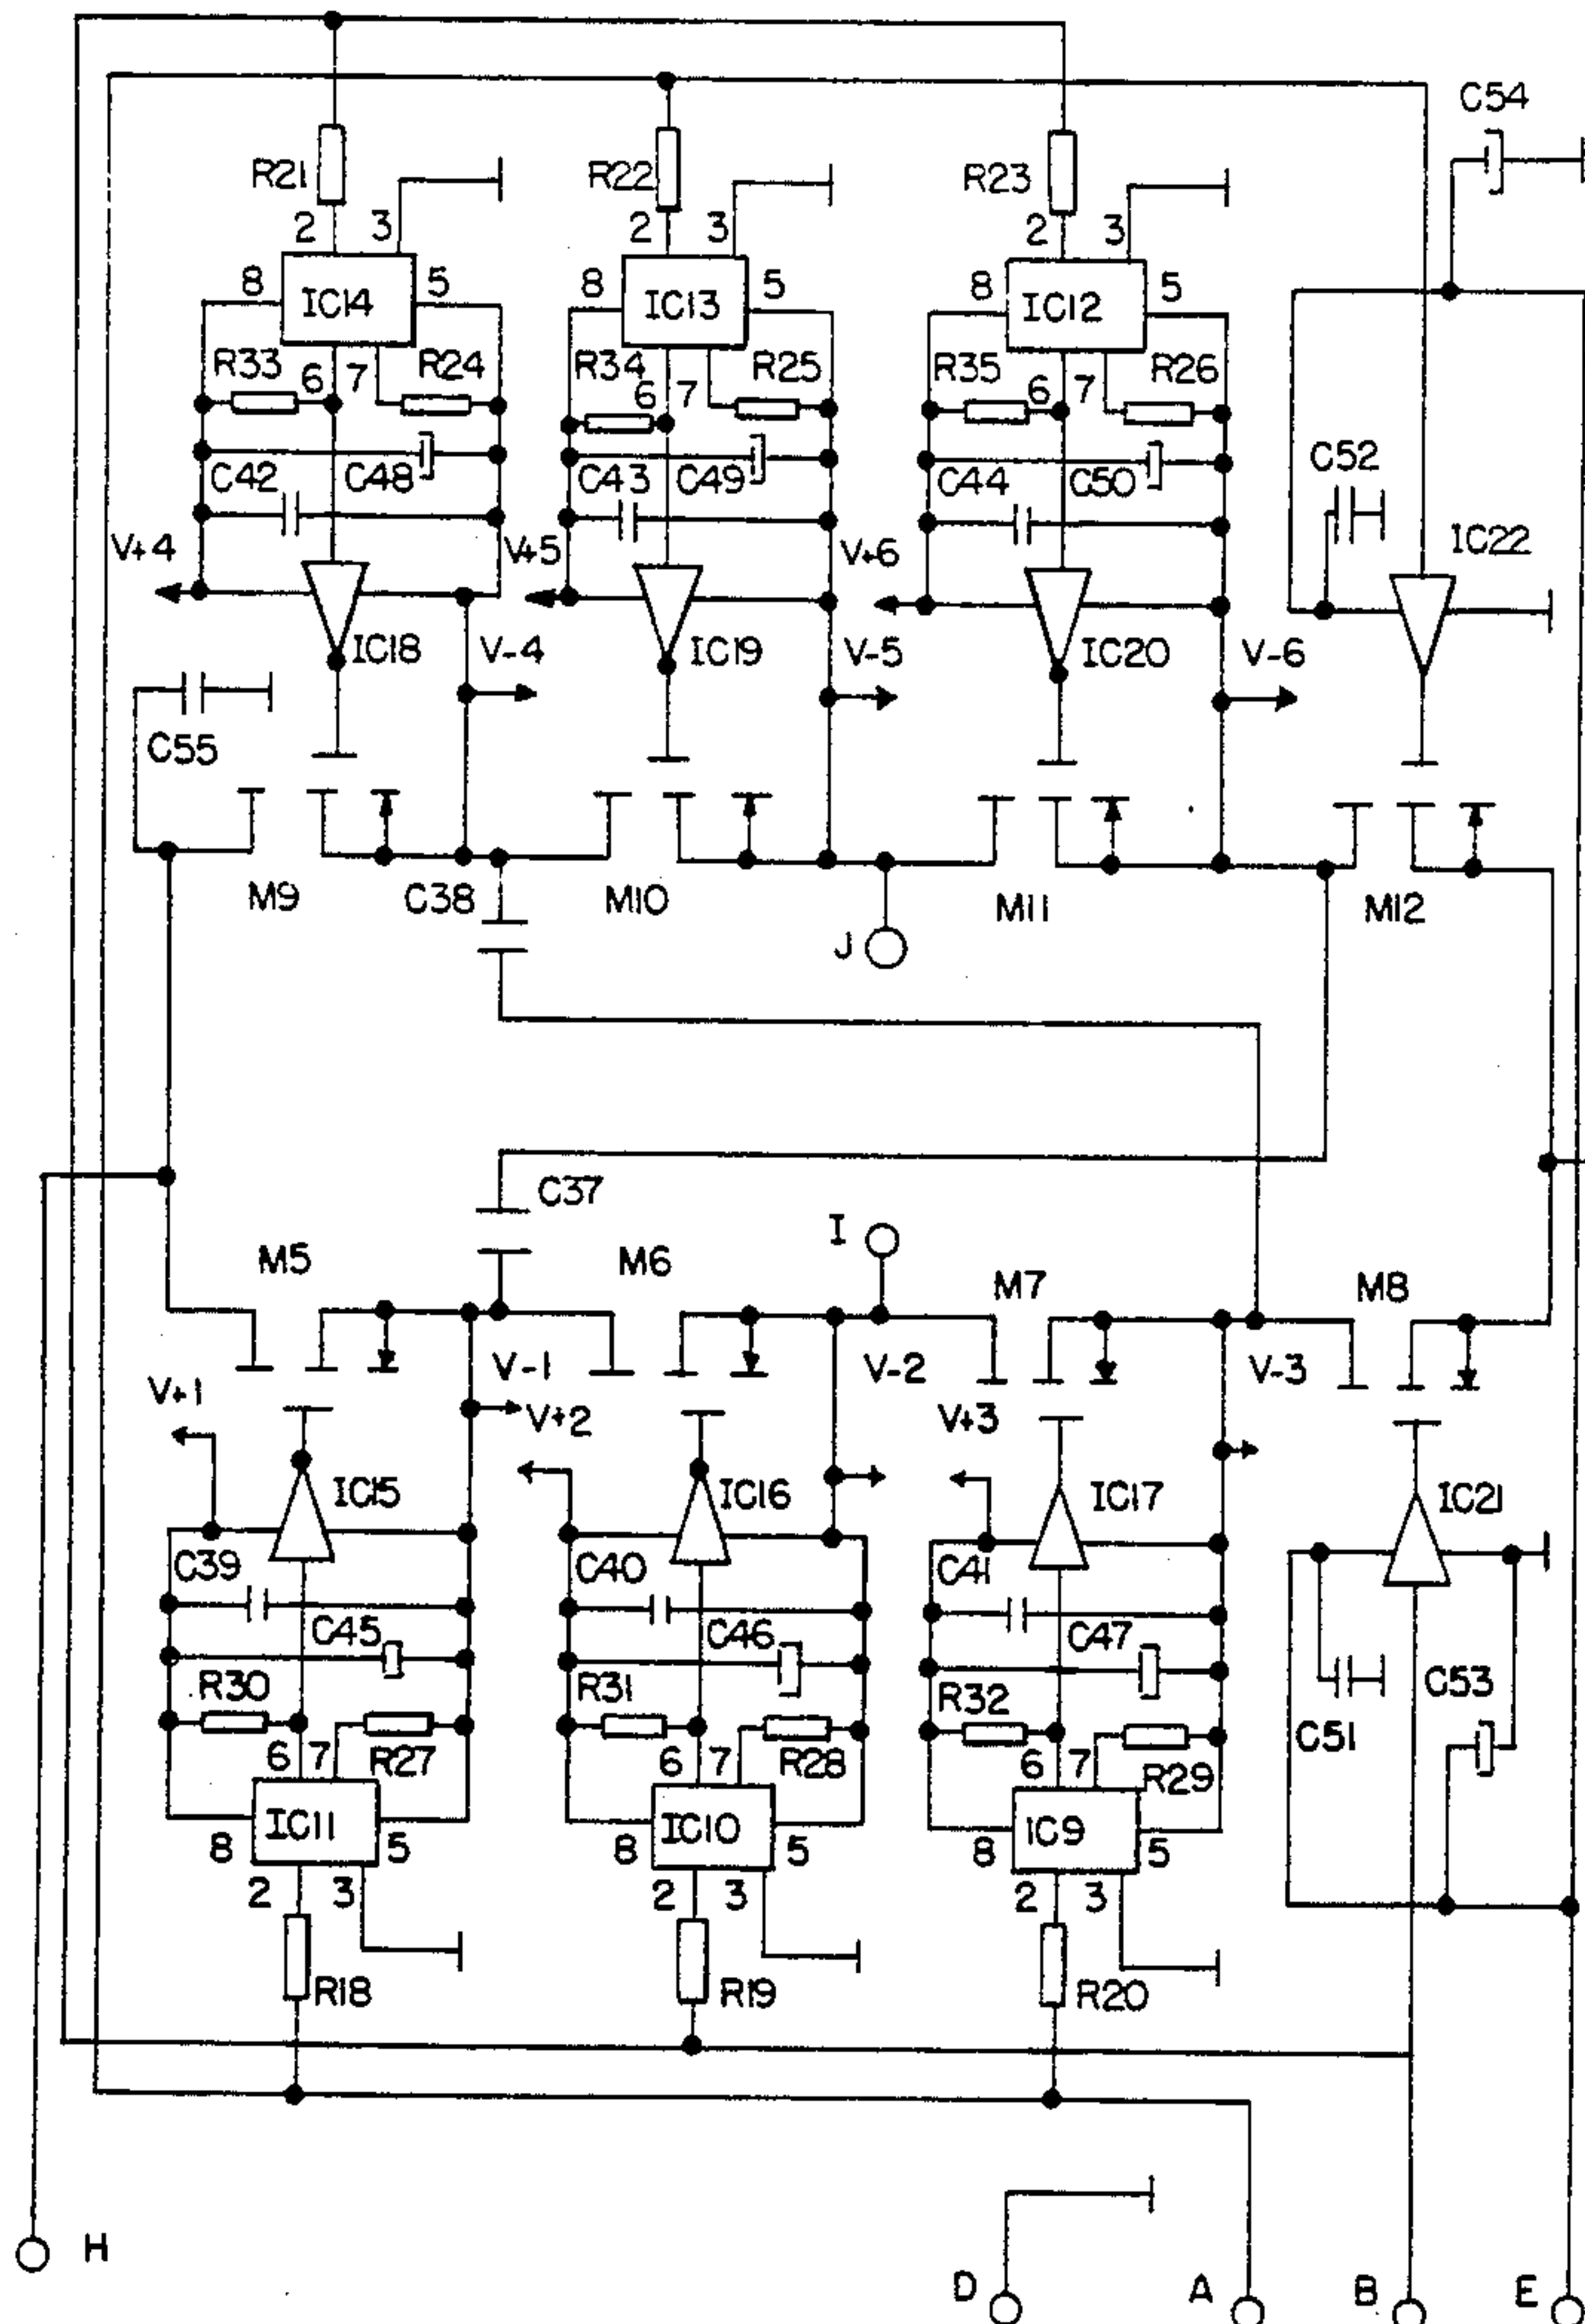 C54
R21
R22
R23
2 3
2 3
2 3
8 IC14 5
8 IC13 5
8 IC12 5
R33 6 7 R24
R34 6 7 R25
R35 6 7 R26
C42 C48
C43 C49
C44 C50
C52
V+4
V+5
V+6
IC22
IC18
V-4
IC19
V-5
IC20
V-6
C55
M9
C38
M10
M11
M12
J
C37
I
M5
M6
M7
M8
V+1
V-1
V+2
V-2
V+3
V-3
IC15
IC16
IC17
IC21
C39
C40
C41
C45
C46
C47
C53
R30
R31
R32
C51
6 7 R27
6 7 R28
6 7 R29
8 IC11 5
8 IC10 5
8 IC9 5
2 3
2 3
2 3
R18
R19
R20
H
D
A
B
E